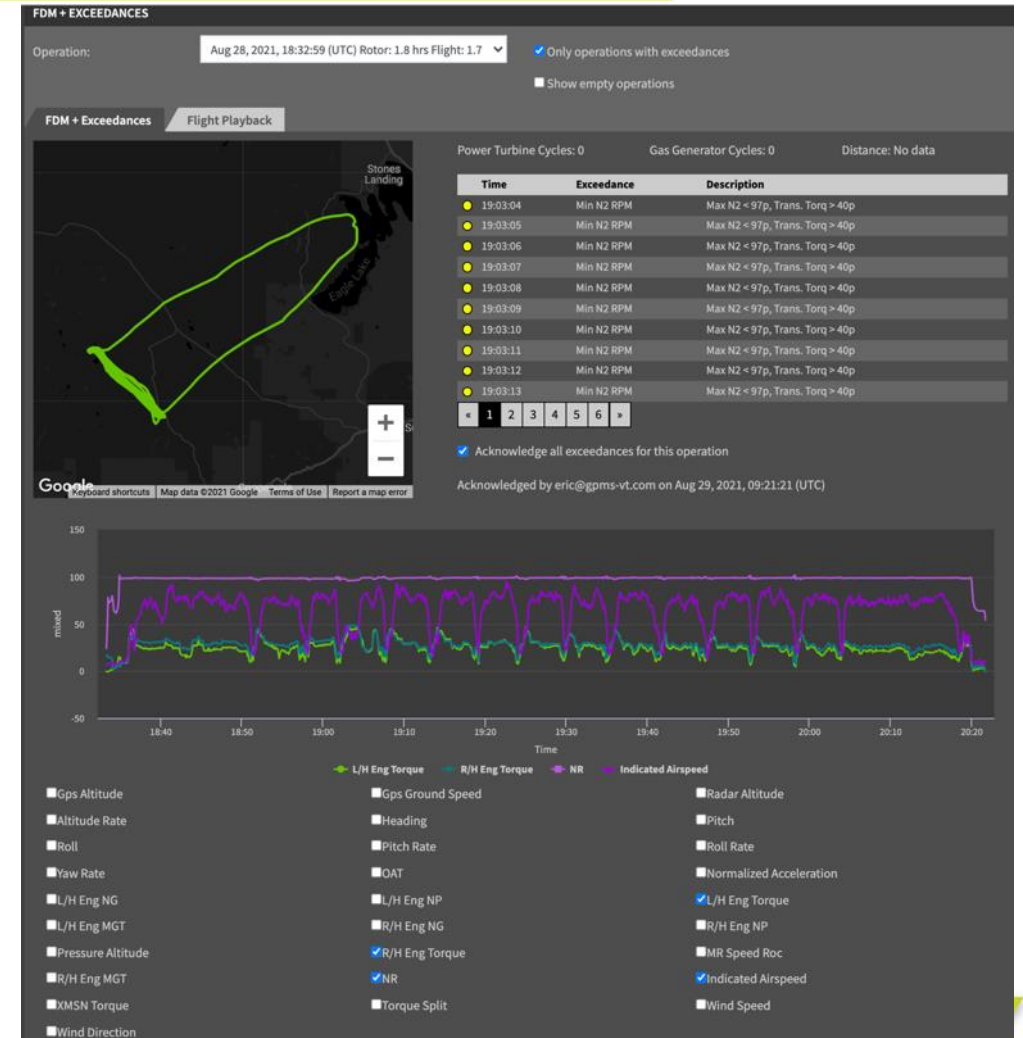 FDM + EXCEEDANCES
Operation: Aug 28, 2021, 18:32:59 (UTC) Rotor: 1.8 hrs Flight: 1.7 Only operations with exceedances
Show empty operations
FDM + Exceedances Flight Playback
Power Turbine Cycles: 0 Gas Generator Cycles: 0 Distance: No data
Stones
Landing
Eagle Lake
Time Exceedance Description
19:03:04 Min N2 RPM Max N2 < 97p, Trans. Torq > 40p
19:03:05 Min N2 RPM Max N2 < 97p, Trans. Torq > 40p
19:03:06 Min N2 RPM Max N2 < 97p, Trans. Torq > 40p
19:03:07 Min N2 RPM Max N2 < 97p, Trans. Torq > 40p
19:03:08 Min N2 RPM Max N2 < 97p, Trans. Torq > 40p
19:03:09 Min N2 RPM Max N2 < 97p, Trans. Torq > 40p
19:03:10 Min N2 RPM Max N2 < 97p, Trans. Torq > 40p
19:03:11 Min N2 RPM Max N2 < 97p, Trans. Torq > 40p
19:03:12 Min N2 RPM Max N2 < 97p, Trans. Torq > 40p
19:03:13 Min N2 RPM Max N2 < 97p, Trans. Torq > 40p
« 1 2 3 4 5 6 »
+
−
Acknowledge all exceedances for this operation
Acknowledged by eric@gpms-vt.com on Aug 29, 2021, 09:21:21 (UTC)
Google
Keyboard shortcuts Map data ©2021 Google Terms of Use Report a map error
150
100
50
0
-50
mixed
18:40 18:50 19:00 19:10 19:20 19:30 19:40 19:50 20:00 20:10 20:20
Time
L/H Eng Torque R/H Eng Torque NR Indicated Airspeed
Gps Altitude Gps Ground Speed Radar Altitude
Altitude Rate Heading Pitch
Roll Pitch Rate Roll Rate
Yaw Rate OAT Normalized Acceleration
L/H Eng NG L/H Eng NP L/H Eng Torque
L/H Eng MGT R/H Eng NG R/H Eng NP
Pressure Altitude R/H Eng Torque MR Speed Roc
R/H Eng MGT NR Indicated Airspeed
XMSN Torque Torque Split Wind Speed
Wind Direction